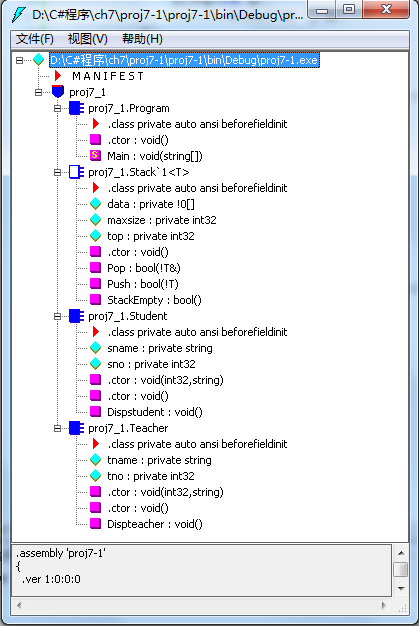 D:\C#程序\ch7\proj7-1\proj7-1\bin\Debug\pr...
文件(F) 视图(V) 帮助(H)
D:\C#程序\ch7\proj7-1\proj7-1\bin\Debug\proj7-1.exe
M A N I F E S T
proj7_1
proj7_1.Program
.class private auto ansi beforefieldinit
.ctor : void()
S Main : void(string[])
proj7_1.Stack`1<T>
.class private auto ansi beforefieldinit
data : private !0[]
maxsize : private int32
top : private int32
.ctor : void()
Pop : bool(!T&)
Push : bool(!T)
StackEmpty : bool()
proj7_1.Student
.class private auto ansi beforefieldinit
sname : private string
sno : private int32
.ctor : void(int32,string)
.ctor : void()
Dispstudent : void()
proj7_1.Teacher
.class private auto ansi beforefieldinit
tname : private string
tno : private int32
.ctor : void(int32,string)
.ctor : void()
Dispteacher : void()
.assembly 'proj7-1'
{
.ver 1:0:0:0